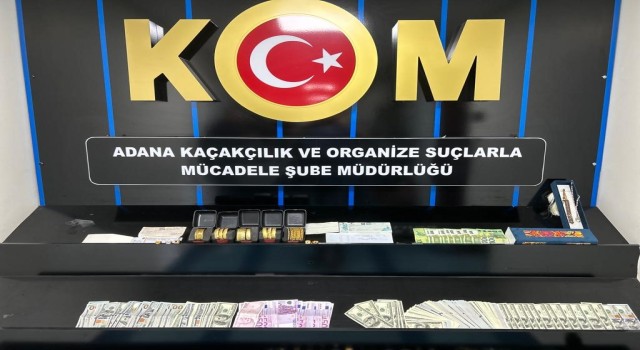 KOM
ADANA KAÇAKÇILIK VE ORGANİZE SUÇLARLA
MÜCADELE ŞUBE MÜDÜRLÜĞÜ